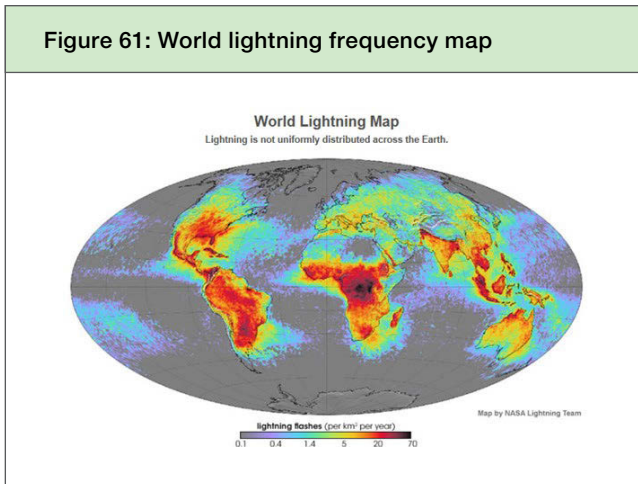 Figure 61: World lightning frequency map
World Lightning Map
Lightning is not uniformly distributed across the Earth.
Map by NASA Lightning Team
lightning flashes (per km² per year)
0.1 0.4 1.4 5 20 70